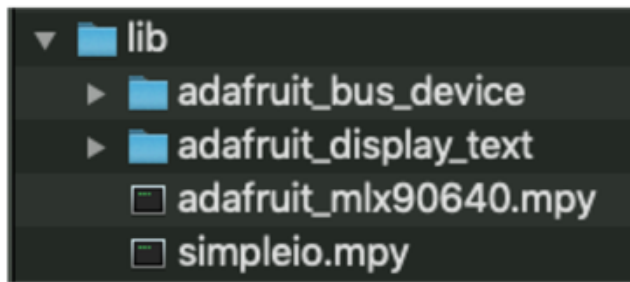 lib
adafruit_bus_device
adafruit_display_text
adafruit_mlx90640.mpy
simpleio.mpy